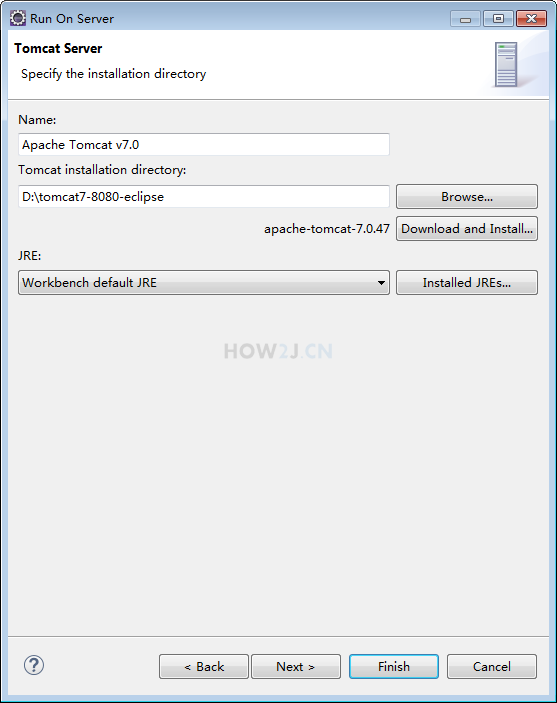 Run On Server
Tomcat Server
Specify the installation directory
Name:
Apache Tomcat v7.0
Tomcat installation directory:
D:\tomcat7-8080-eclipse
Browse...
apache-tomcat-7.0.47
Download and Install...
JRE:
Workbench default JRE
Installed JREs...
HOW2J.CN
?
< Back
Next >
Finish
Cancel